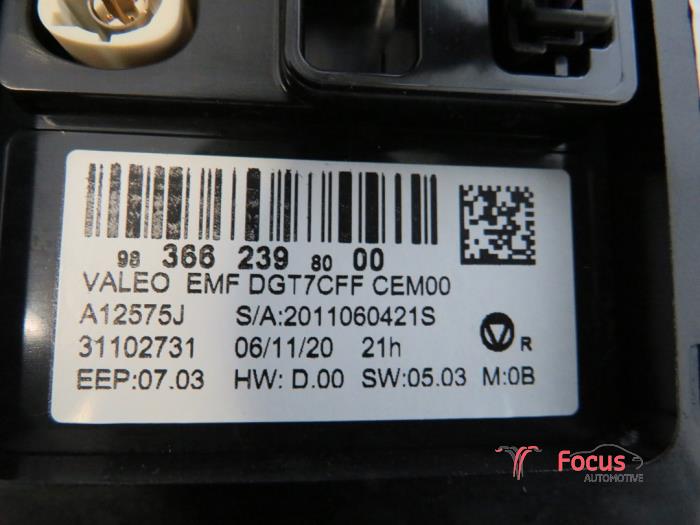 98 366 239 80 00
VALEO EMF DGT7CFF CEM00
A12575J S/A:2011060421S
31102731 06/11/20 21h
R
EEP:07.03 HW: D.00 SW:05.03 M:0B
Focus
AUTOMOTIVE